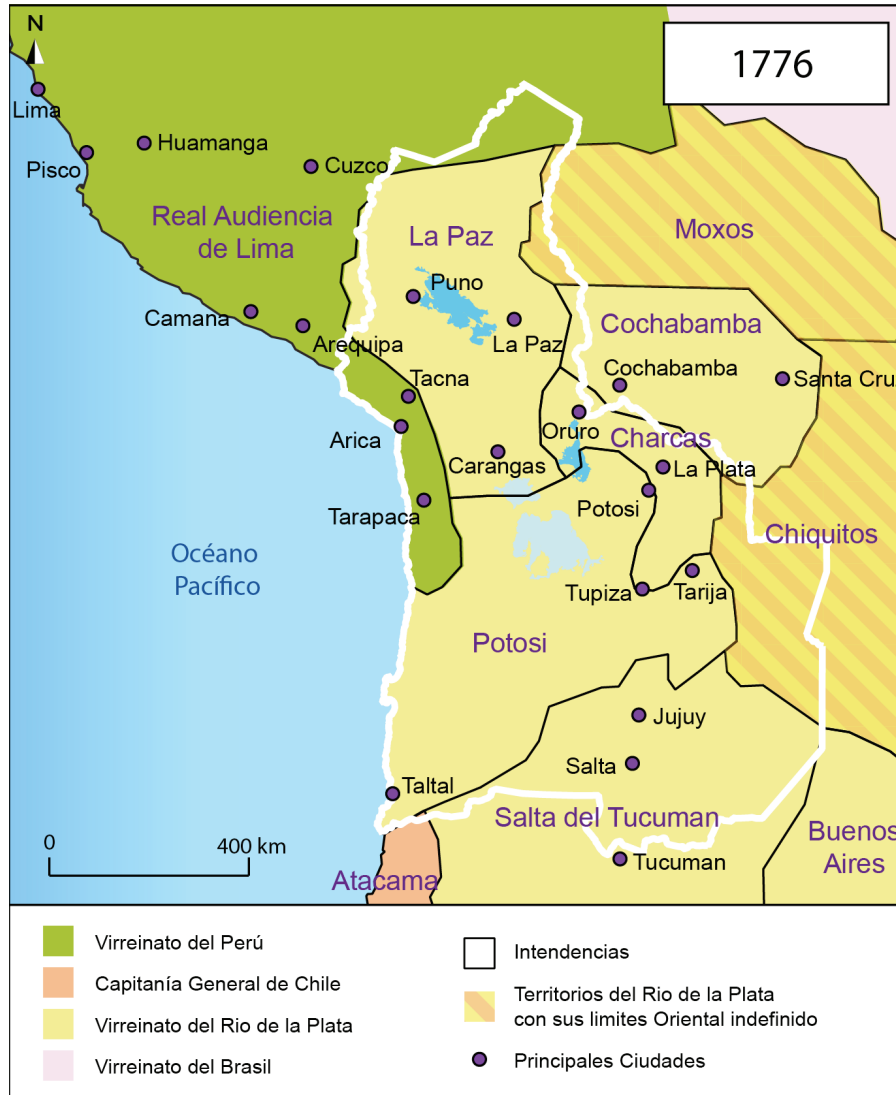 1776
N
Lima
Huamanga
Pisco
Cuzco
Real Audiencia
de Lima
La Paz
Moxos
Puno
Camana
La Paz
Cochabamba
Arequipa
Cochabamba
Santa Cru
Tacna
Oruro
Arica
Charcas
Carangas
La Plata
Potosi
Tarapaca
Chiquitos
Océano
Pacífico
Tupiza
Tarija
Potosi
Jujuy
Salta
Taltal
Salta del Tucuman
0
400 km
Buenos
Aires
Tucuman
Atacama
Virreinato del Perú
Capitanía General de Chile
Virreinato del Rio de la Plata
Virreinato del Brasil
Intendencias
Territorios del Rio de la Plata
con sus limites Oriental indefinido
Principales Ciudades